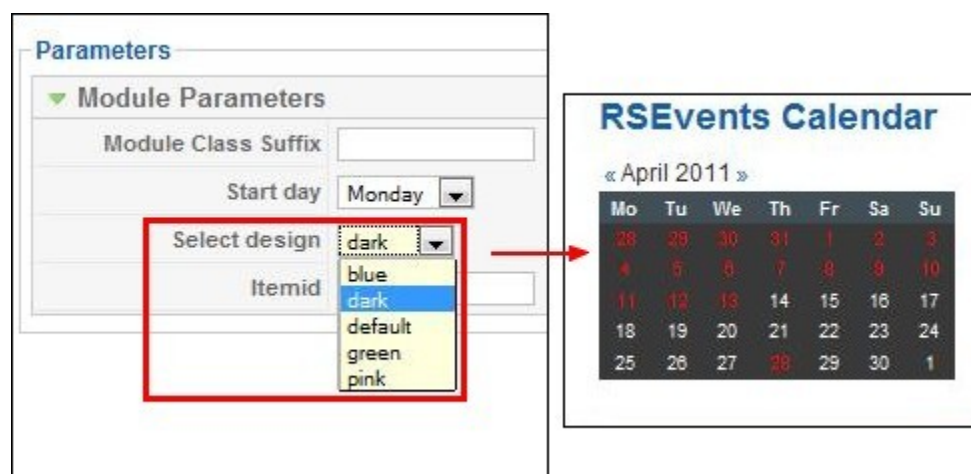 Parameters
Module Parameters
Module Class Suffix
Start day Monday
Select design dark
blue
Itemid
dark
default
green
pink
RSEvents Calendar
« April 2011 »
Mo Tu We Th Fr Sa Su
28 29 30 31 1 2 3
4 5 6 7 8 9 10
11 12 13 14 15 16 17
18 19 20 21 22 23 24
25 26 27 28 29 30 1